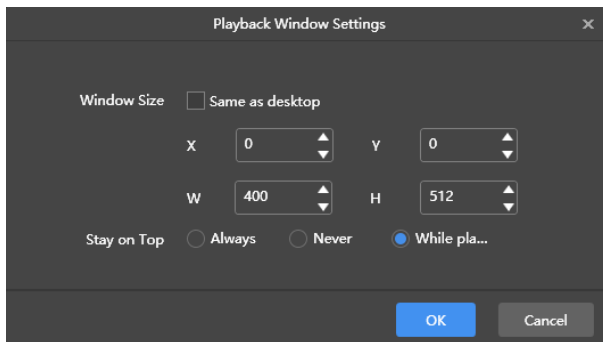 Playback Window Settings
Window Size Same as desktop
X 0 Y 0
W 400 H 512
Stay on Top Always Never While pla...
OK Cancel